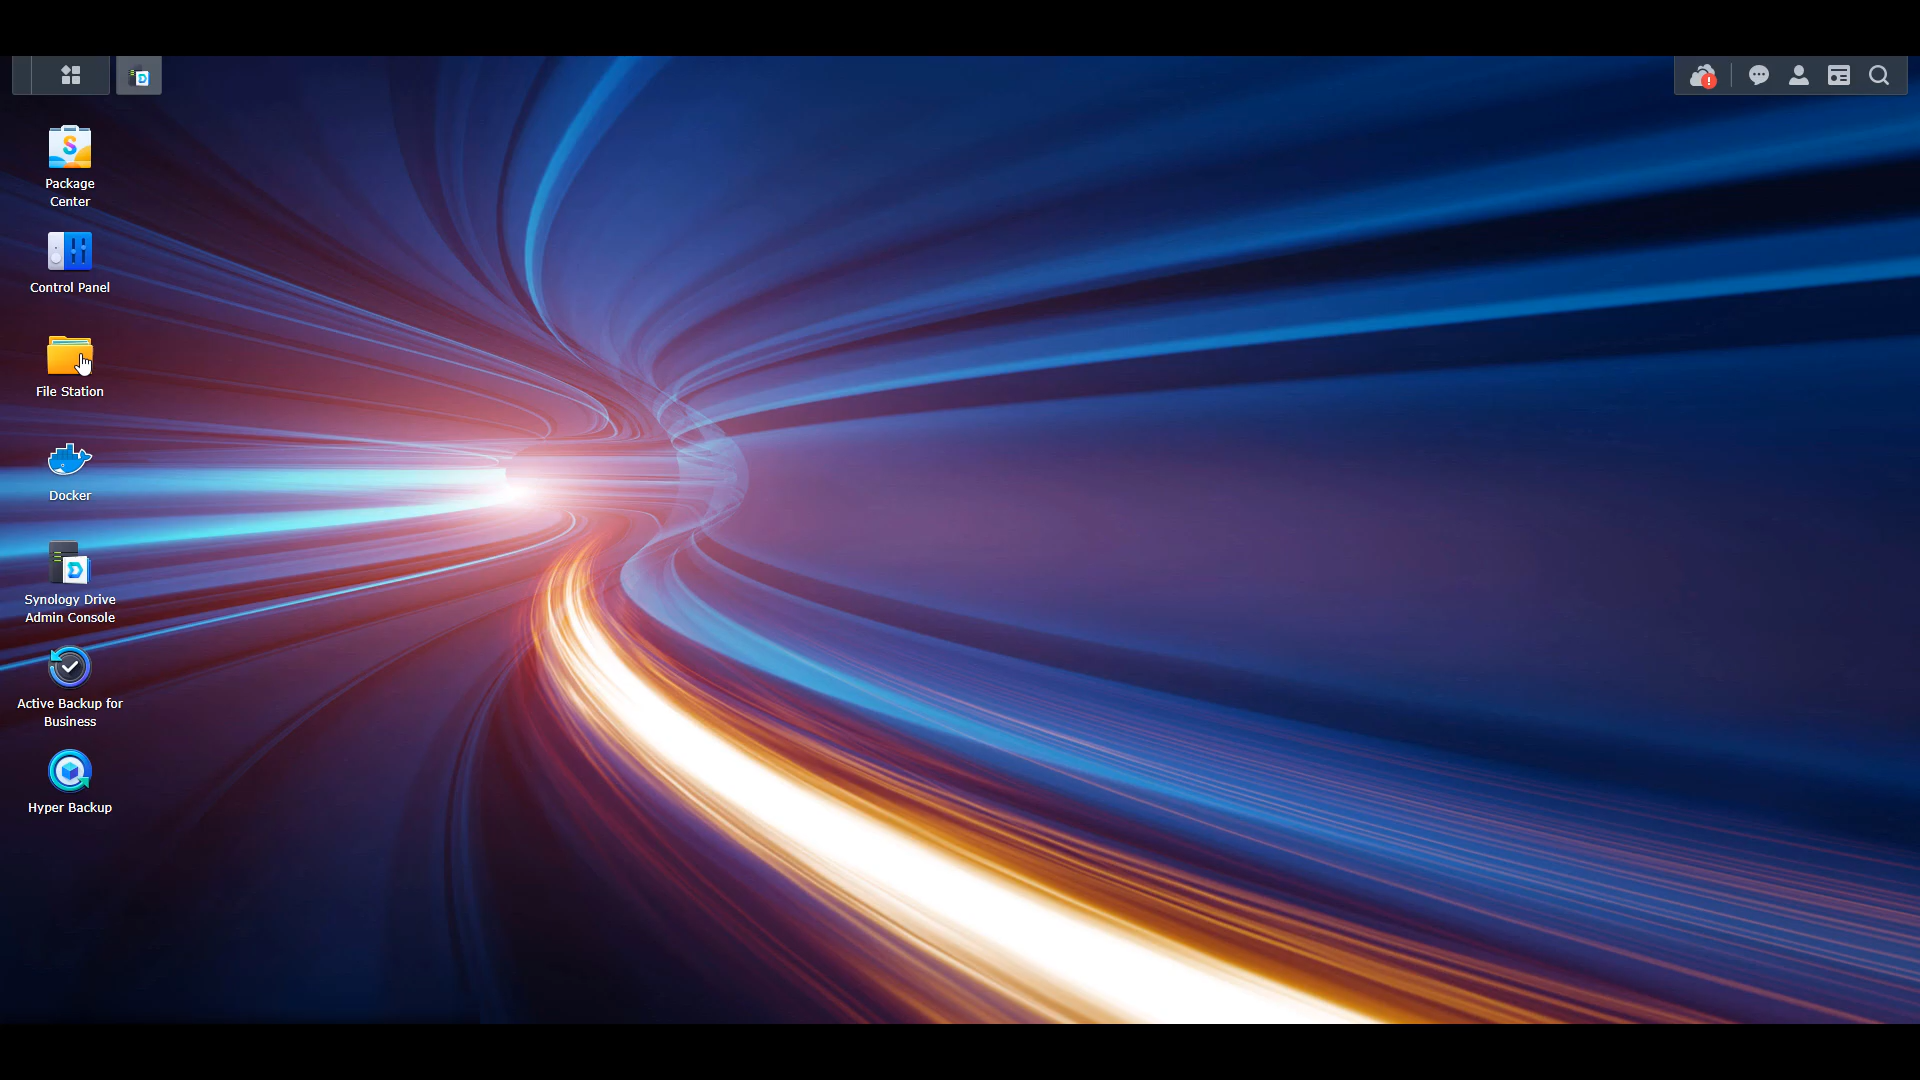 Package
Center
Control Panel
File Station
Docker
Synology Drive
Admin Console
Active Backup for
Business
Hyper Backup